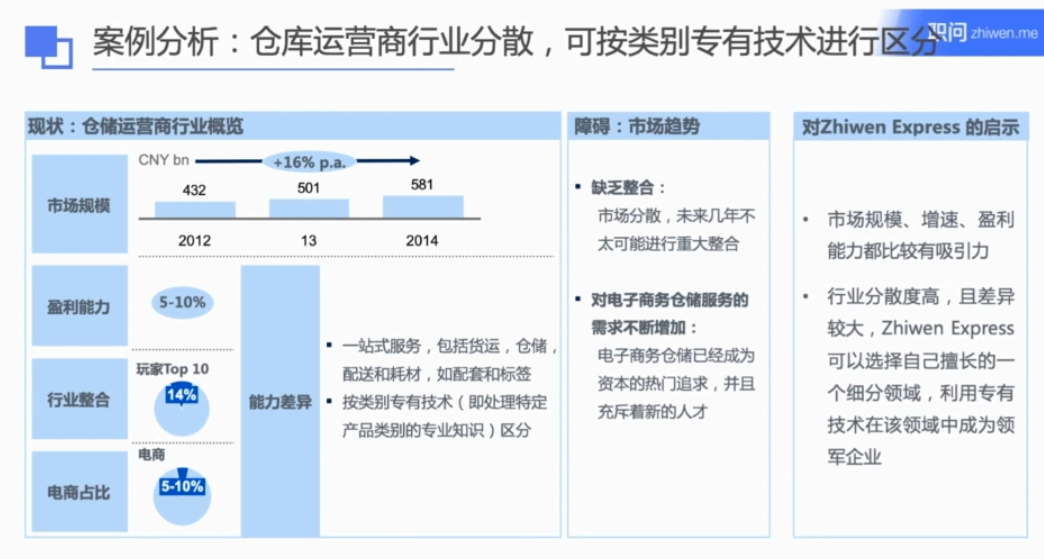 案例分析：仓库运营商行业分散，可按类别专有技术进行区分
职问 zhiwen.me
现状：仓储运营商行业概览
市场规模
CNY bn
+16% p.a.
432 501 581
2012 13 2014
盈利能力
5-10%
行业整合
玩家Top 10
14%
电商占比
电商
5-10%
能力差异
▪ 一站式服务，包括货运，仓储，
配送和耗材，如配套和标签
▪ 按类别专有技术（即处理特定
产品类别的专业知识）区分
障碍：市场趋势
▪ 缺乏整合：
市场分散，未来几年不
太可能进行重大整合
▪ 对电子商务仓储服务的
需求不断增加：
电子商务仓储已经成为
资本的热门追求，并且
充斥着新的人才
对Zhiwen Express 的启示
• 市场规模、增速、盈利
能力都比较有吸引力
• 行业分散度高，且差异
较大，Zhiwen Express
可以选择自己擅长的一
个细分领域，利用专有
技术在该领域中成为领
军企业